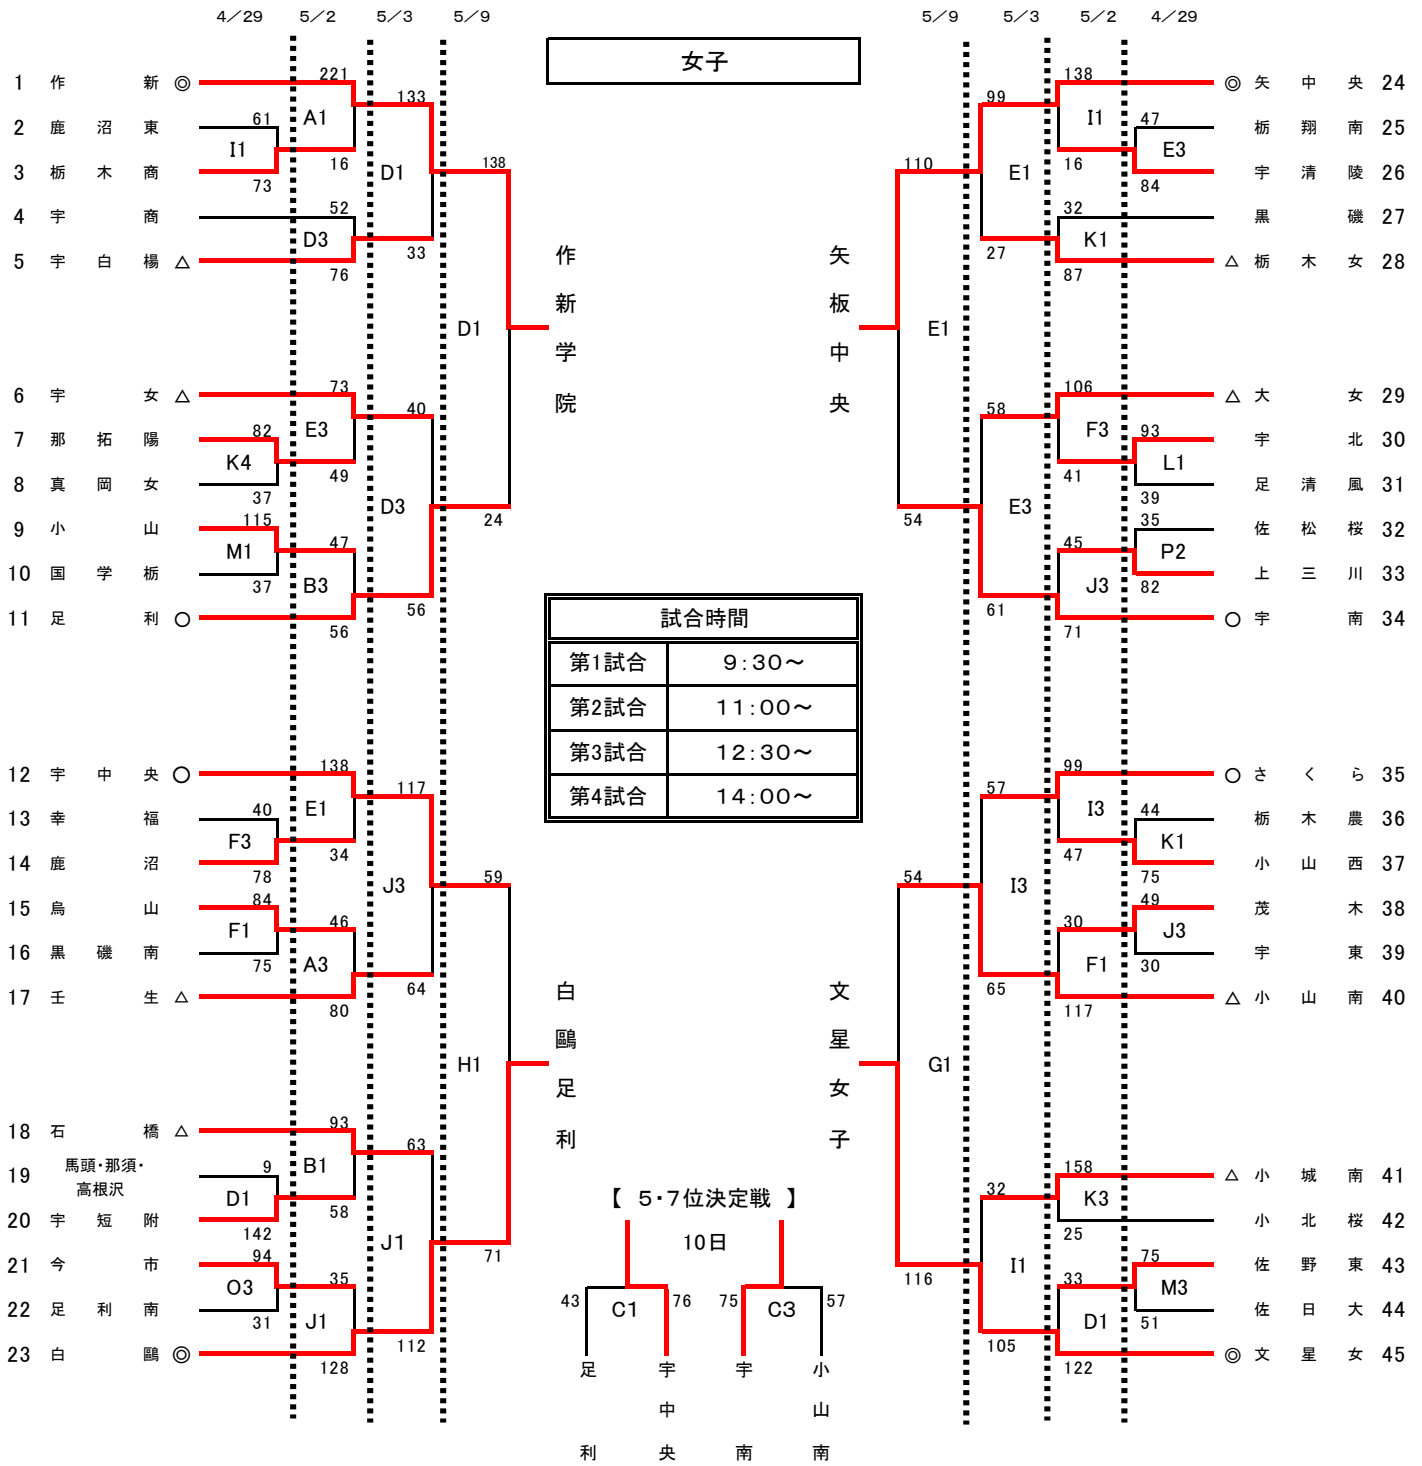 4／29 5／2 5／3 5／9 5／9 5／3 5／2 4／29
女子
1 作新 ◎
2 鹿沼東
3 栃木商
4 宇商
5 宇白楊 △
6 宇女 △
7 那拓陽
8 真岡女
9 小山
10 国学栃
11 足利 ○
12 宇中央 ○
13 幸福
14 鹿沼
15 烏山
16 黒磯南
17 壬生 △
18 石橋 △
19 馬頭・那須・
高根沢
20 宇短附
21 今市
22 足利南
23 白鷗 ◎
61 I1 73
82 K4 37
115 M1 37
40 F3 78
84 F1 75
9 D1 142
94 O3 31
221 A1 16
52 D3 76
73 E3 49
47 B3 56
138 E1 34
46 A3 80
93 B1 58
35 J1 128
133 D1 33
40 D3 56
117 J3 64
63 J1 112
138 D1 24
59 H1 71
作新学院
白鷗足利
矢板中央
文星女子
試合時間
第1試合 9:30～
第2試合 11:00～
第3試合 12:30～
第4試合 14:00～
【 5・7位決定戦 】
10日
43 C1 76
75 C3 57
足利
宇中央
宇南
小山南
110 E1 54
54 G1 116
99 E1 27
58 E3 61
57 I3 65
32 I1 105
138 I1 16
32 K1 87
106 F3 41
45 J3 71
99 I3 47
30 F1 117
158 K3 25
33 D1 122
47 E3 84
93 L1 39
35 P2 82
44 K1 75
49 J3 30
75 M3 51
◎ 矢中央 24
栃翔南 25
宇清陵 26
黒磯 27
△ 栃木女 28
△ 大女 29
宇北 30
足清風 31
佐松桜 32
上三川 33
○ 宇南 34
○ さくら 35
栃木農 36
小山西 37
茂木 38
宇東 39
△ 小山南 40
△ 小城南 41
小北桜 42
佐野東 43
佐日大 44
◎ 文星女 45